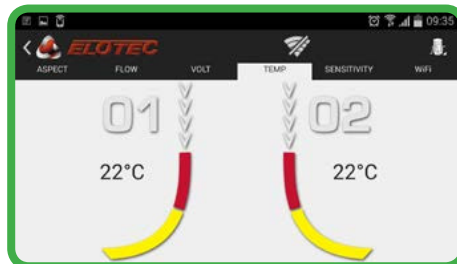 09:35
ELOTEC
ASPECT FLOW VOLT TEMP SENSITIVITY WiFi
01 02
22°C 22°C